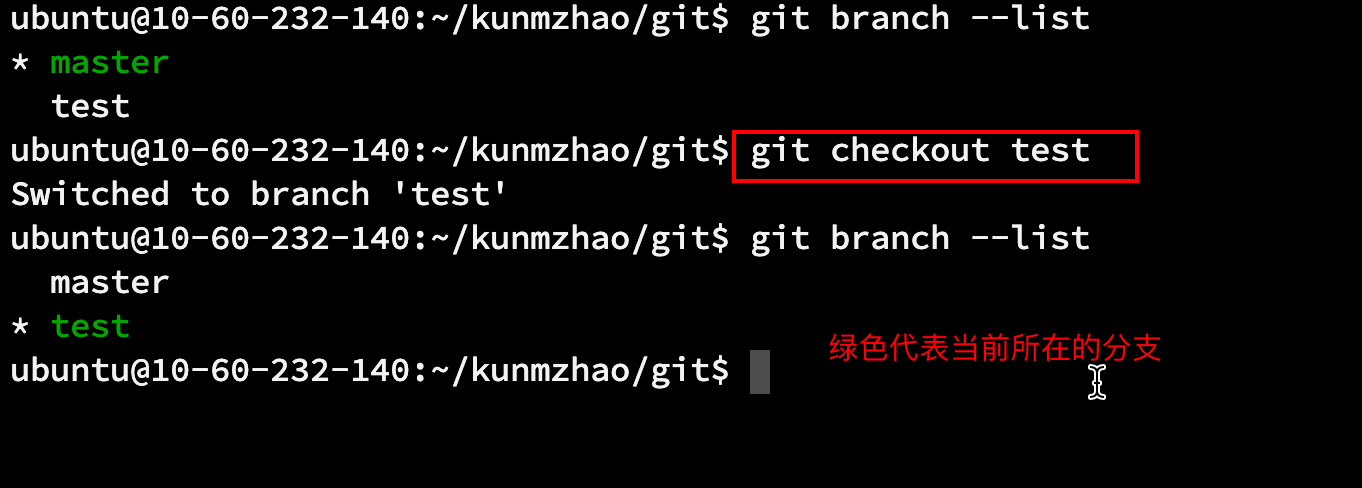 ubuntu@10-60-232-140:~/kunmzhao/git$ git branch --list
* master
  test
ubuntu@10-60-232-140:~/kunmzhao/git$ git checkout test
Switched to branch 'test'
ubuntu@10-60-232-140:~/kunmzhao/git$ git branch --list
  master
* test
绿色代表当前所在的分支
ubuntu@10-60-232-140:~/kunmzhao/git$